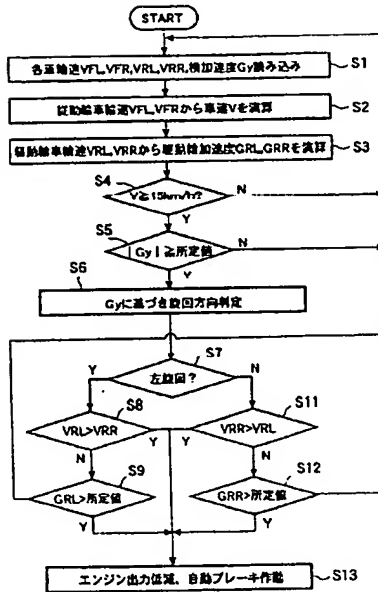 START
各車輪速VFL,VFR,VRL,VRR,横加速度Gy読み込み
S1
従動輪車輪速VFL,VFRから車速Vを演算
S2
駆動輪車輪速VRL,VRRから駆動輪加速度GRL,GRRを演算
S3
S4
V≧15km/h?
N
Y
S5
|Gy|≧所定値
N
Y
S6
Gyに基づき旋回方向判定
S7
Y
左旋回?
N
S8
VRL>VRR
Y
S11
VRR>VRL
Y
N
N
S9
GRL>所定値
Y
S12
GRR>所定値
Y
エンジン出力低減、自動ブレーキ作動
S13